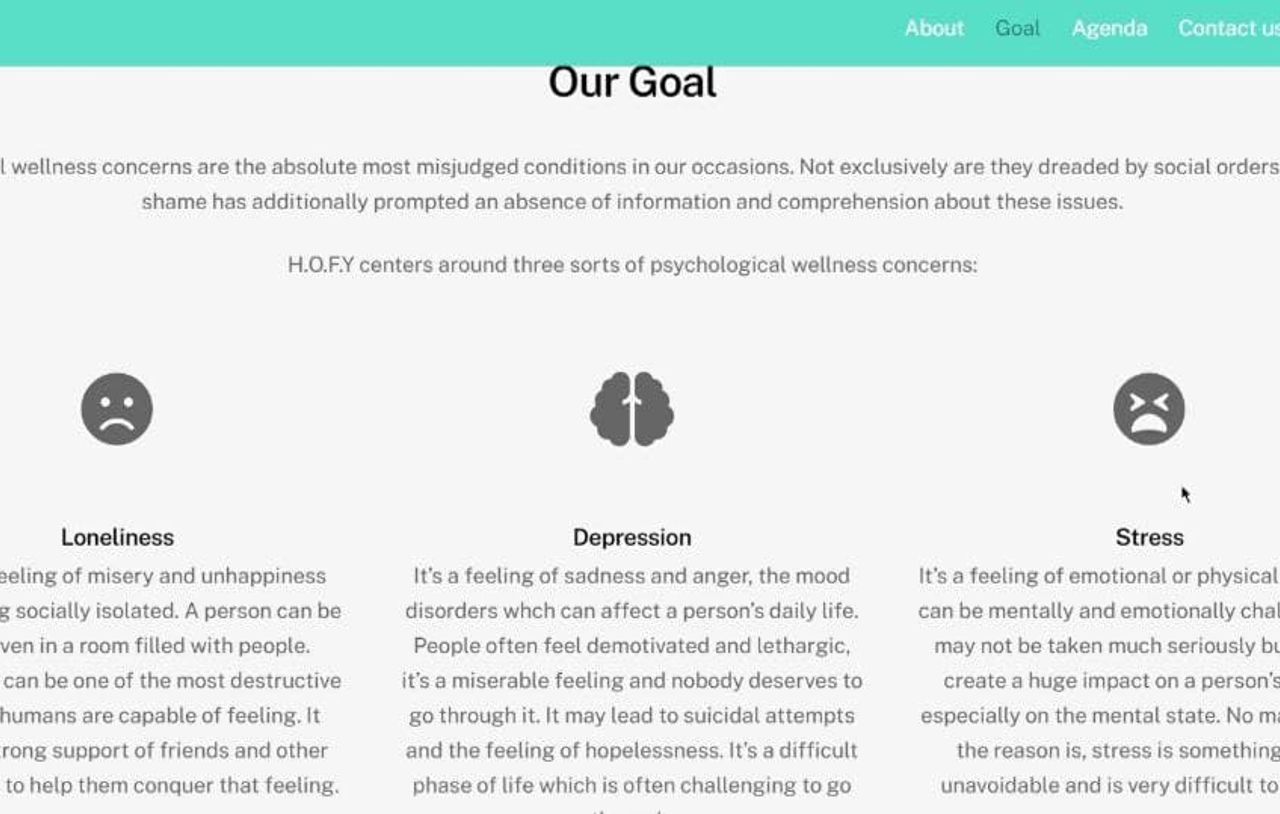 About Goal Agenda Contact us
Our Goal
wellness concerns are the absolute most misjudged conditions in our occasions. Not exclusively are they dreaded by social orders
shame has additionally prompted an absence of information and comprehension about these issues.
H.O.F.Y centers around three sorts of psychological wellness concerns:
Loneliness
eeling of misery and unhappiness
g socially isolated. A person can be
ven in a room filled with people.
can be one of the most destructive
humans are capable of feeling. It
rong support of friends and other
to help them conquer that feeling.
Depression
It's a feeling of sadness and anger, the mood
disorders whch can affect a person's daily life.
People often feel demotivated and lethargic,
it's a miserable feeling and nobody deserves to
go through it. It may lead to suicidal attempts
and the feeling of hopelessness. It's a difficult
phase of life which is often challenging to go
Stress
It's a feeling of emotional or physical
can be mentally and emotionally chal
may not be taken much seriously bu
create a huge impact on a person's
especially on the mental state. No ma
the reason is, stress is something
unavoidable and is very difficult to